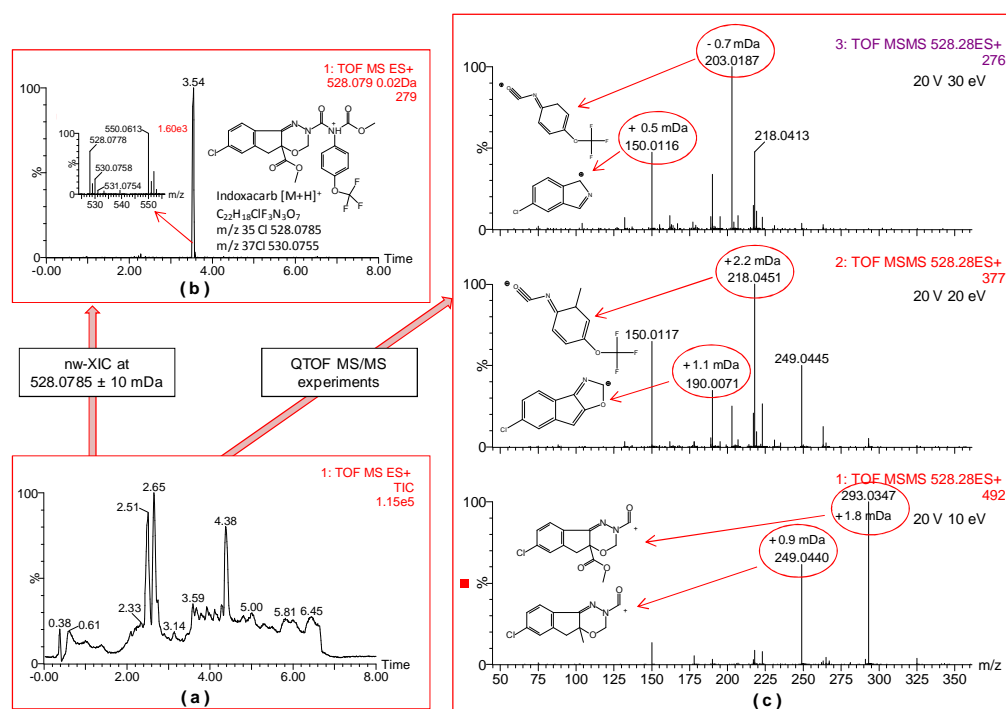 1: TOF MS ES+
528.079 0.02Da
279
3.54
100
%
0
-0.00
2.00
4.00
6.00
8.00
Time
550.0613
1.60e3
528.0778
530.0758
531.0754
%
m/z
530
540
550
O
O
N
N
NH
+
O
CH₃
Cl
O
O
O
CH₃
O
F
F
F
Indoxacarb [M+H]⁺
C₂₂H₁₈ClF₃N₃O₇
m/z 35 Cl 528.0785
m/z 37Cl 530.0755
(b)
nw-XIC at
528.0785 ± 10 mDa
QTOF MS/MS
experiments
1: TOF MS ES+
TIC
1.15e5
100
%
0
0.38
0.61
2.33
2.51
2.65
3.14
3.59
4.38
5.00
5.81
6.45
-0.00
2.00
4.00
6.00
8.00
Time
(a)
3: TOF MSMS 528.28ES+
276
20 V 30 eV
- 0.7 mDa
203.0187
+ 0.5 mDa
150.0116
218.0413
100
%
0
O
N
O
F
F
F
Cl
N
2: TOF MSMS 528.28ES+
377
20 V 20 eV
+2.2 mDa
218.0451
150.0117
+1.1 mDa
190.0071
249.0445
100
%
0
O
N
O
F
F
F
N
O
Cl
1: TOF MSMS 528.28ES+
492
20 V 10 eV
293.0347
+1.8 mDa
+0.9 mDa
249.0440
100
%
0
O
N
N
+
Cl
O
O
O
O
N
N
+
Cl
O
50
75
100
125
150
175
200
225
250
275
300
325
350
m/z
(c)